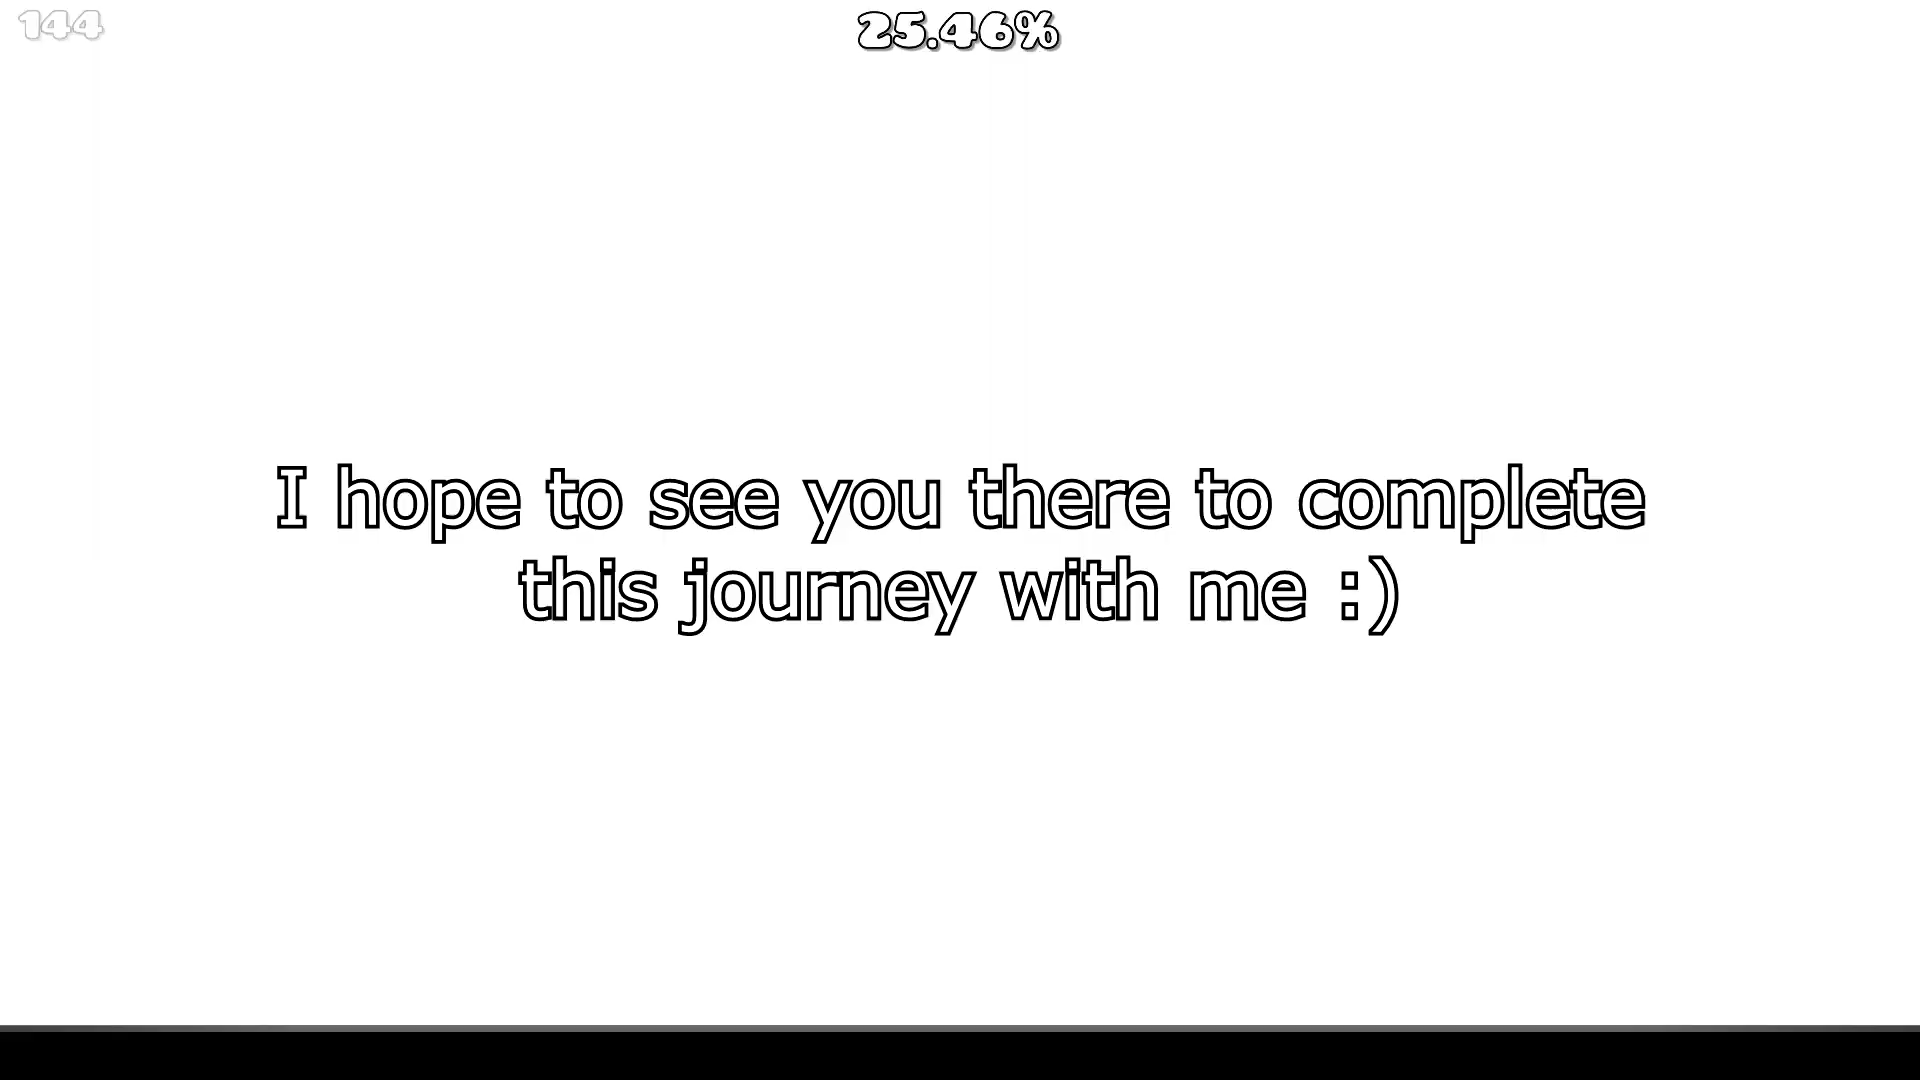 144
25.46%
I hope to see you there to complete
this journey with me :)